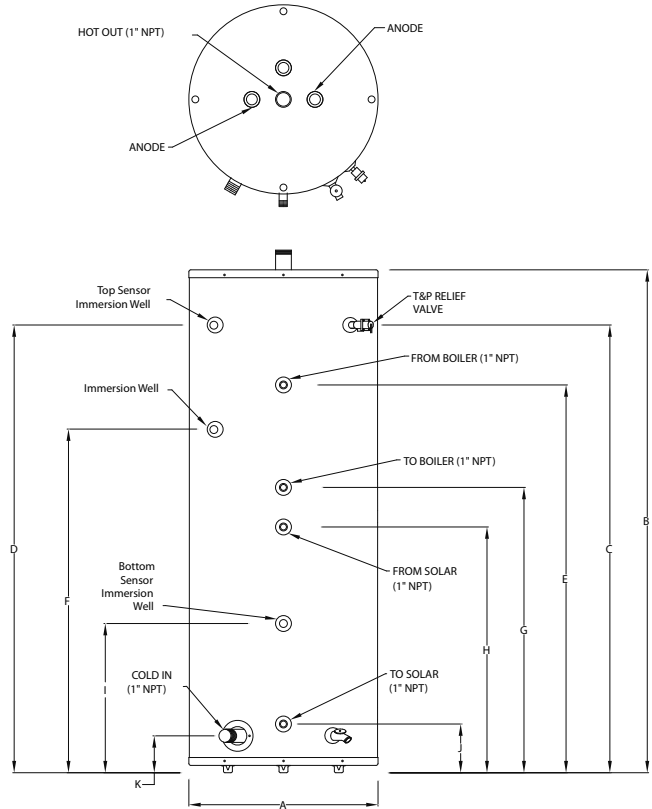 HOT OUT (1" NPT)
ANODE
ANODE
Top Sensor
Immersion Well
T&P RELIEF
VALVE
FROM BOILER (1" NPT)
Immersion Well
TO BOILER (1" NPT)
FROM SOLAR
(1" NPT)
Bottom
Sensor
Immersion
Well
COLD IN
(1" NPT)
TO SOLAR
(1" NPT)
D
F
I
K
A
J
H
G
E
C
B